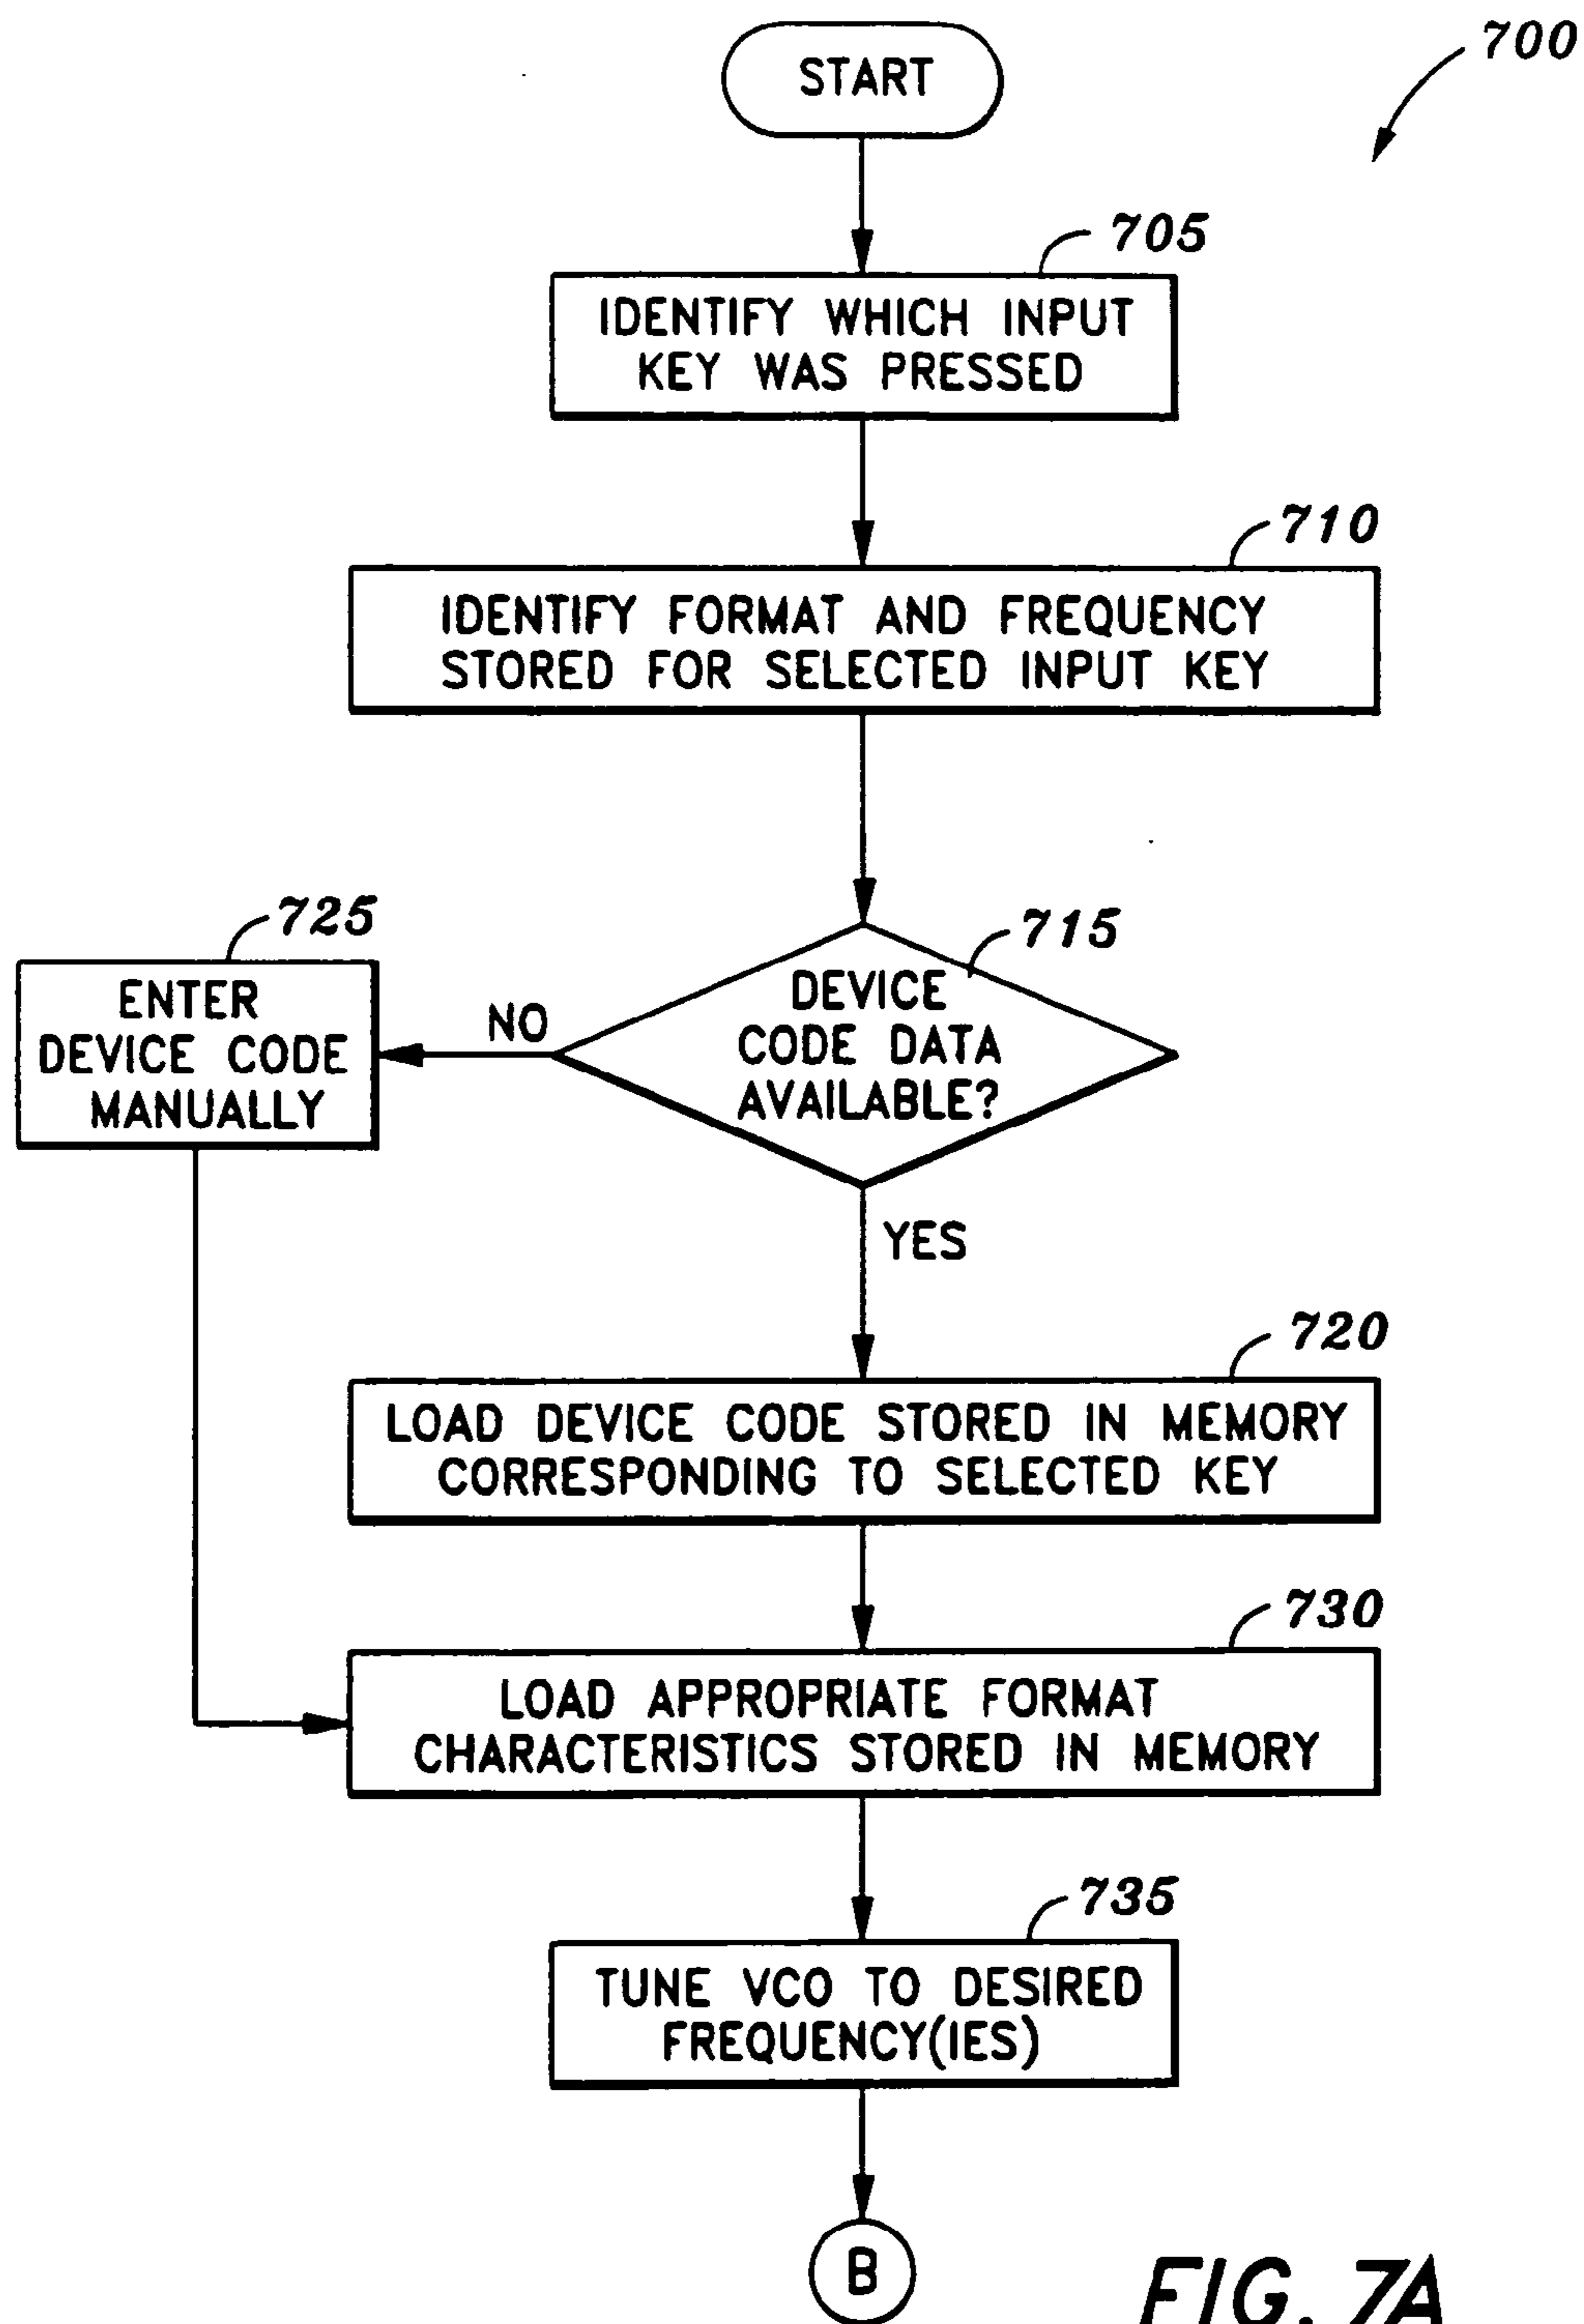 START
700
705
IDENTIFY WHICH INPUT
KEY WAS PRESSED
710
IDENTIFY FORMAT AND FREQUENCY
STORED FOR SELECTED INPUT KEY
725
715
ENTER
DEVICE CODE
MANUALLY
NO
DEVICE
CODE DATA
AVAILABLE?
YES
720
LOAD DEVICE CODE STORED IN MEMORY
CORRESPONDING TO SELECTED KEY
730
LOAD APPROPRIATE FORMAT
CHARACTERISTICS STORED IN MEMORY
735
TUNE VCO TO DESIRED
FREQUENCY(IES)
B
FIG. 7A